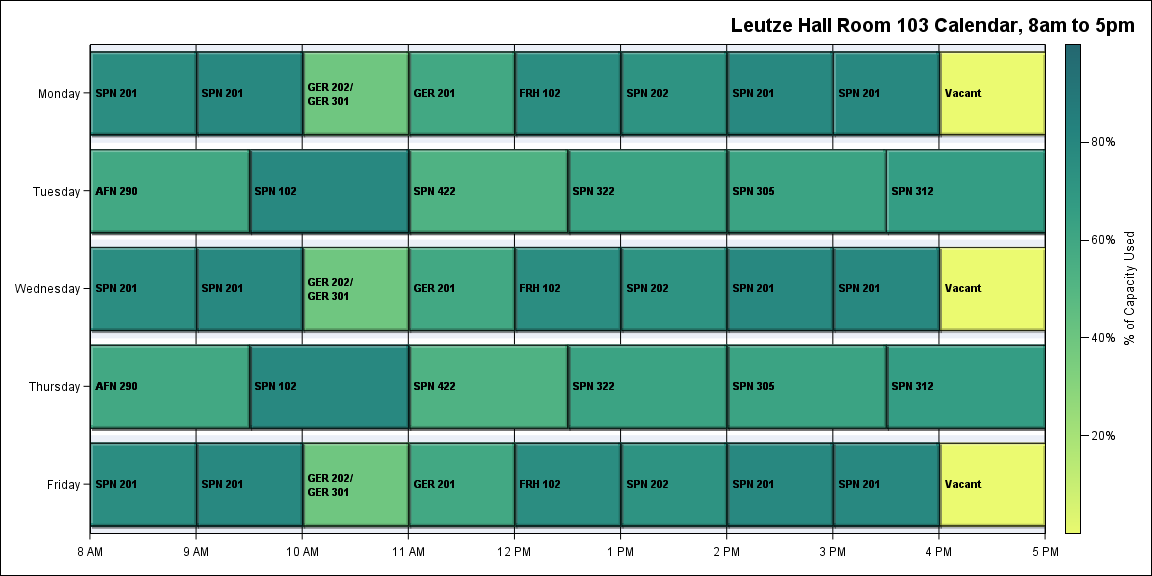 Leutze Hall Room 103 Calendar, 8am to 5pm
Monday
SPN 201
SPN 201
GER 202/
GER 301
GER 201
FRH 102
SPN 202
SPN 201
SPN 201
Vacant
Tuesday
AFN 290
SPN 102
SPN 422
SPN 322
SPN 305
SPN 312
Wednesday
SPN 201
SPN 201
GER 202/
GER 301
GER 201
FRH 102
SPN 202
SPN 201
SPN 201
Vacant
Thursday
AFN 290
SPN 102
SPN 422
SPN 322
SPN 305
SPN 312
Friday
SPN 201
SPN 201
GER 202/
GER 301
GER 201
FRH 102
SPN 202
SPN 201
SPN 201
Vacant
8 AM
9 AM
10 AM
11 AM
12 PM
1 PM
2 PM
3 PM
4 PM
5 PM
80%
60%
40%
20%
% of Capacity Used